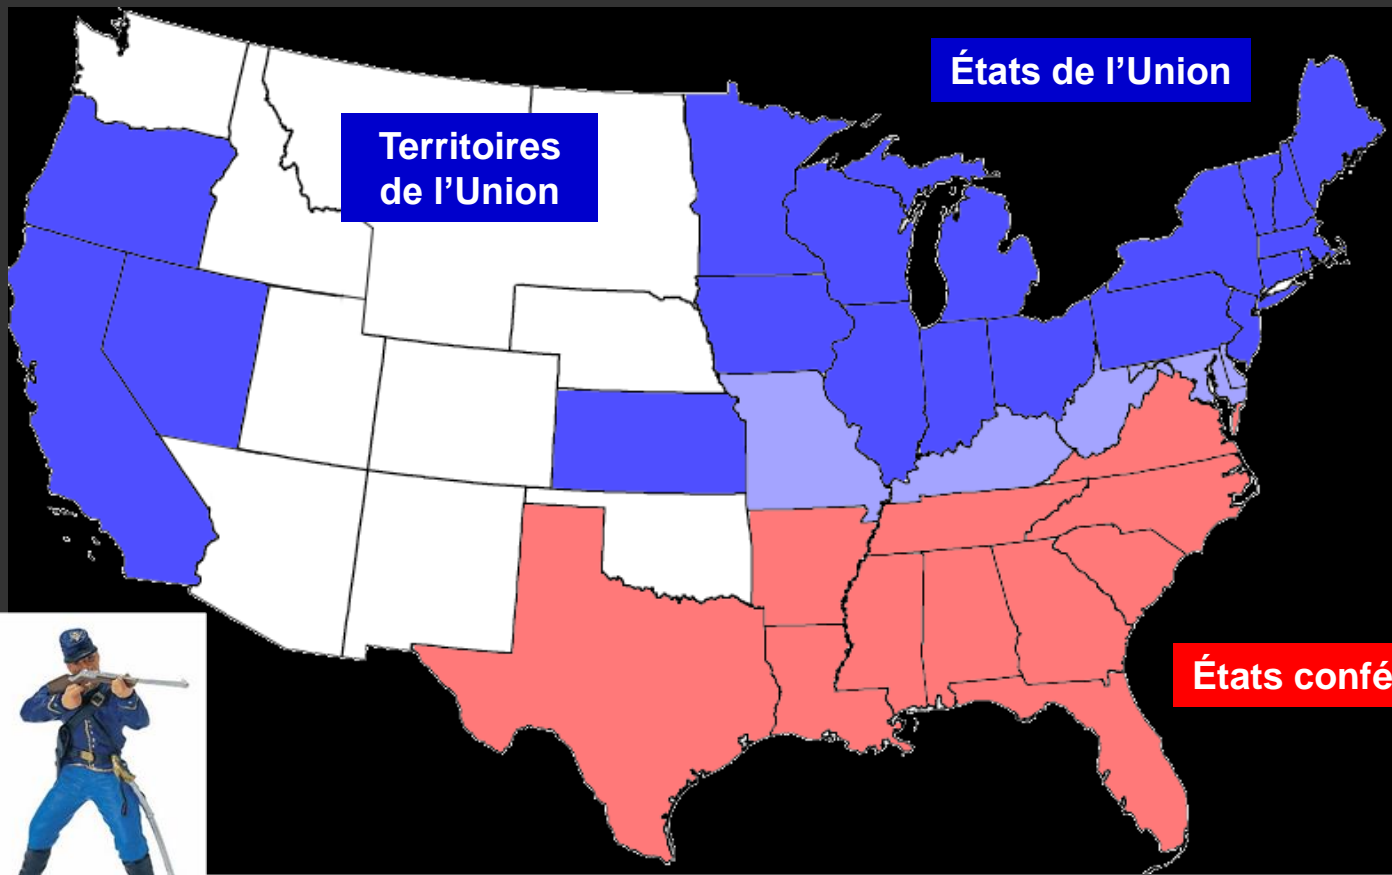 États de l’Union
Territoires
de l’Union
États confé